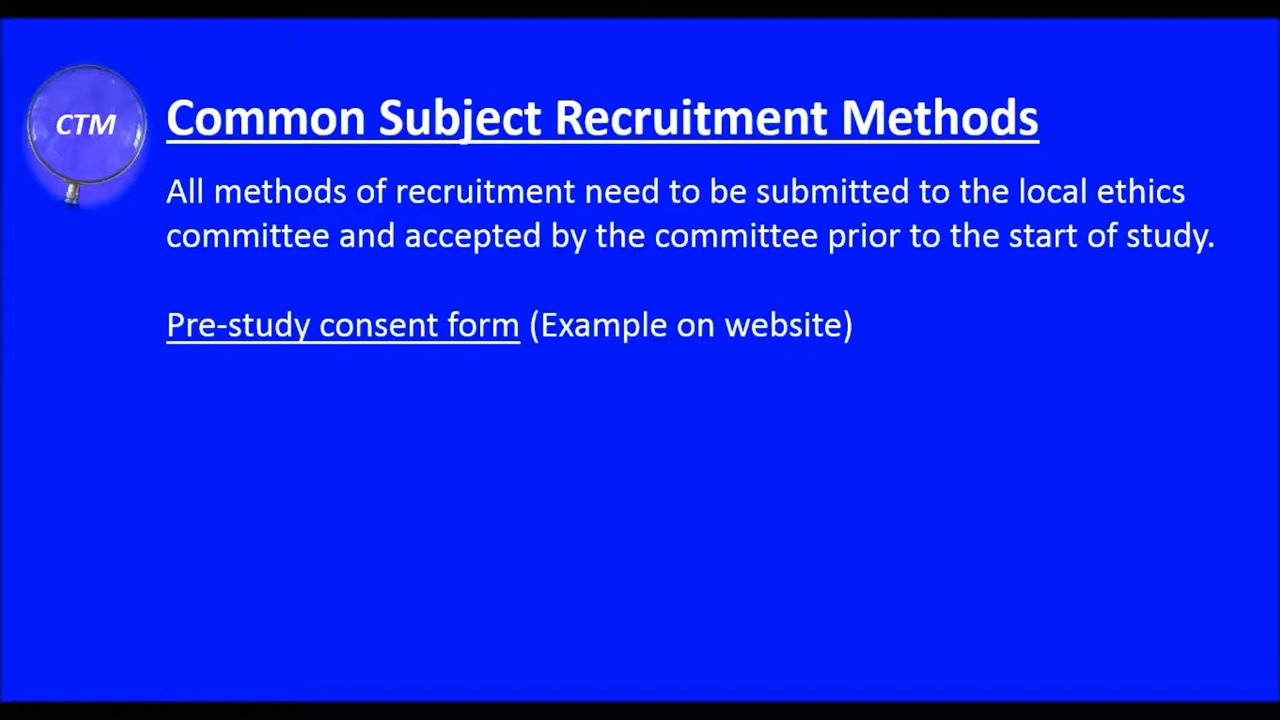 CTM
Common Subject Recruitment Methods
All methods of recruitment need to be submitted to the local ethics
committee and accepted by the committee prior to the start of study.
Pre-study consent form (Example on website)